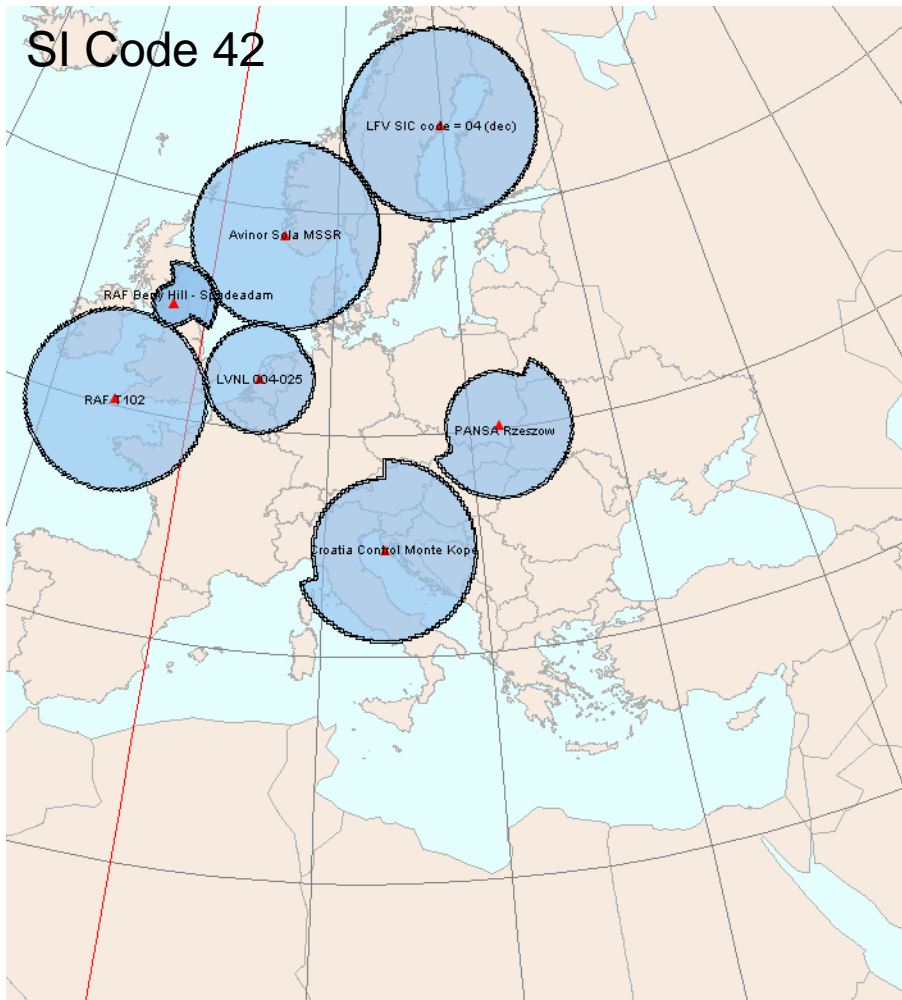 SI Code 42
LFV SIC code = 04 (dec)
Avinor Sola MSSR
RAF Berry Hill - Spadeadam
LVNL 004-025
RAF T102
PANSA Rzeszow
Croatia Control Monte Kope